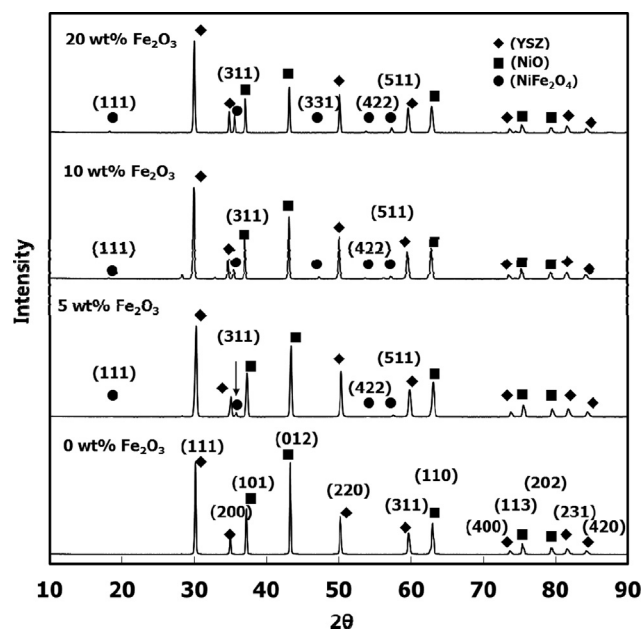 20 wt% Fe₂O₃
◆ (YSZ)
■ (NiO)
● (NiFe₂O₄)
(111)
(311)
(331)
(422)
(511)
10 wt% Fe₂O₃
(111)
(311)
(422)
(511)
5 wt% Fe₂O₃
(111)
(311)
(422)
(511)
0 wt% Fe₂O₃
(111)
(200)
(101)
(012)
(220)
(311)
(110)
(400)
(113)
(202)
(231)
(420)
Intensity
10 20 30 40 50 60 70 80 90
2θ